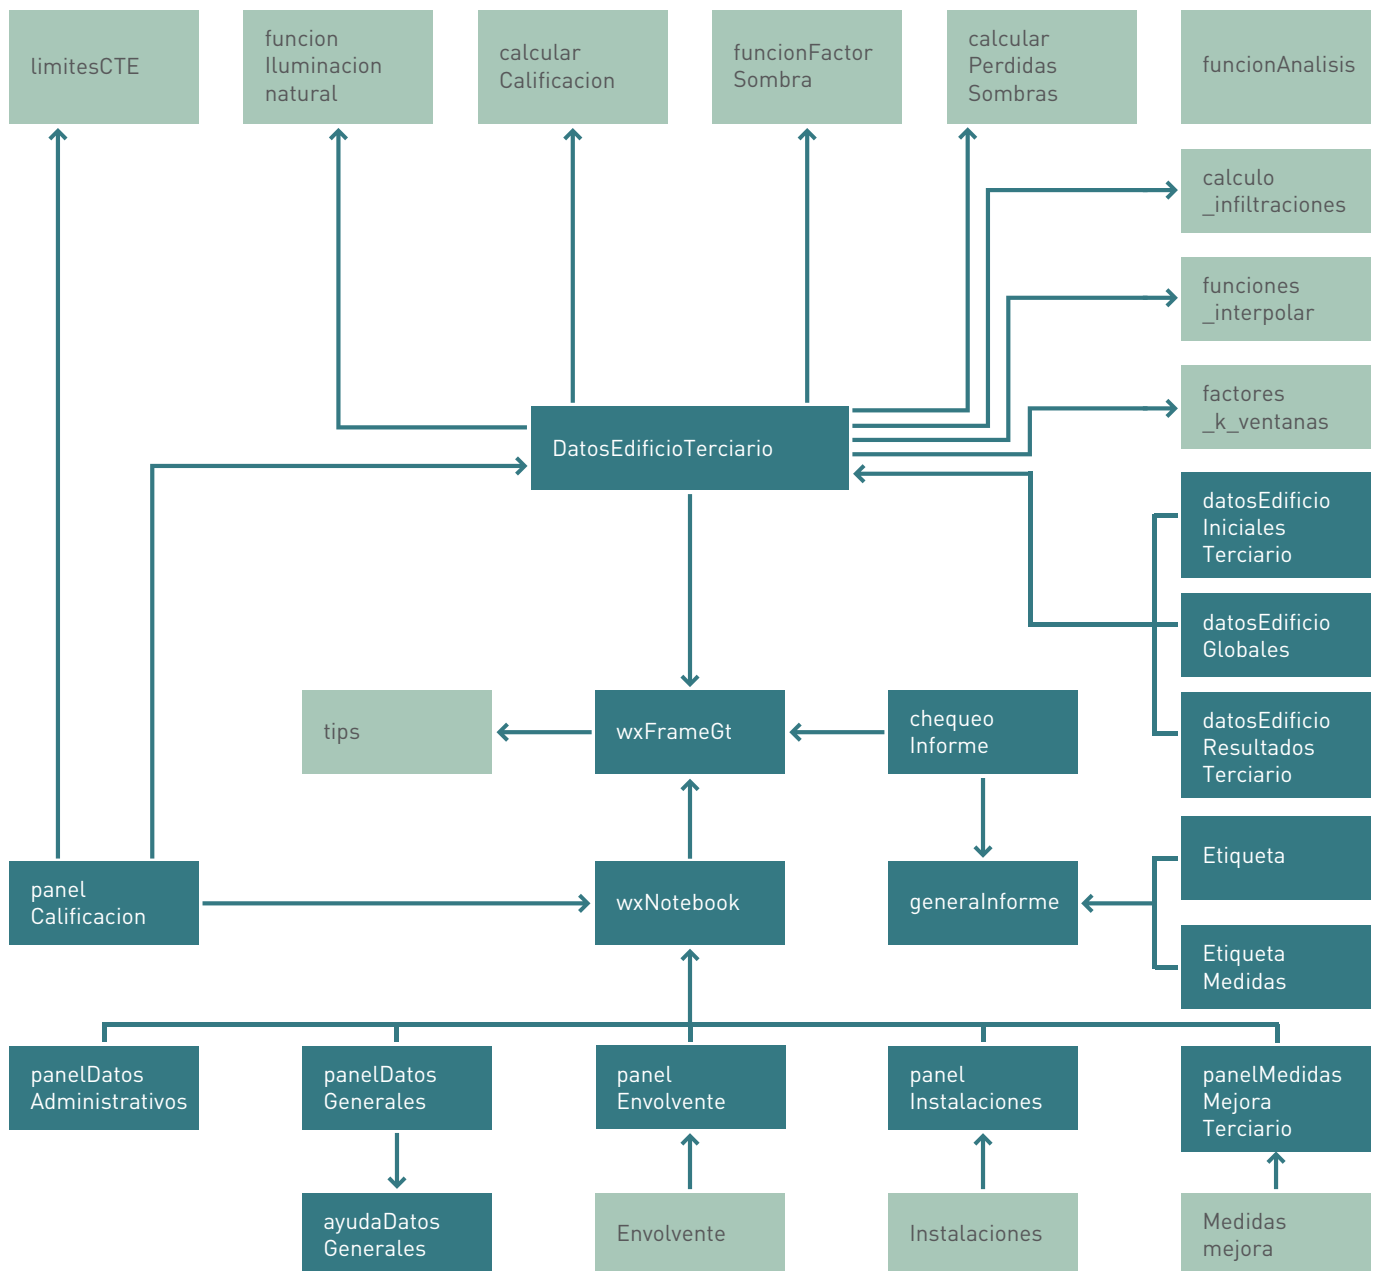 limitesCTE
funcion
Iluminacion
natural
calcular
Calificacion
funcionFactor
Sombra
calcular
Perdidas
Sombras
funcionAnalisis
calculo
_infiltraciones
funciones
_interpolar
factores
_k_ventanas
DatosEdificioTerciario
datosEdificio
Iniciales
Terciario
datosEdificio
Globales
tips
wxFrameGt
chequeo
Informe
datosEdificio
Resultados
Terciario
panel
Calificacion
wxNotebook
generaInforme
Etiqueta
Etiqueta
Medidas
panelDatos
Administrativos
panelDatos
Generales
panel
Envolvente
panel
Instalaciones
panelMedidas
Mejora
Terciario
ayudaDatos
Generales
Envolvente
Instalaciones
Medidas
mejora